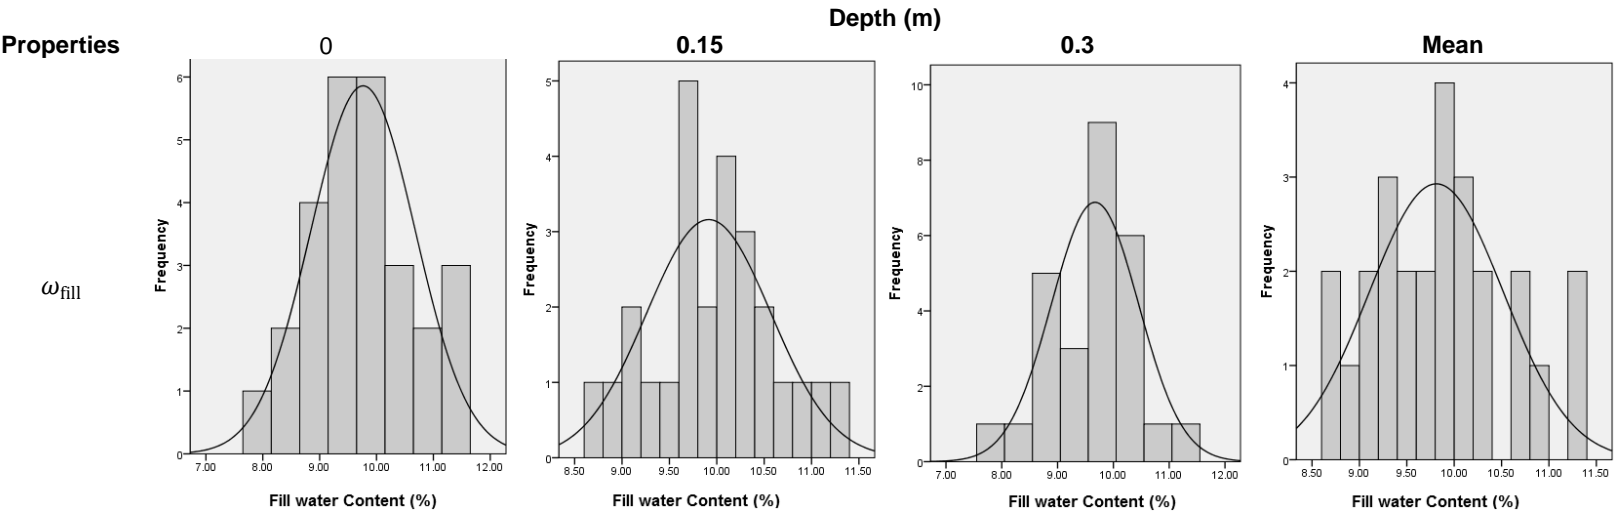 Depth (m)
Properties 0 0.15 0.3 Mean
ω fill
Frequency
6
5
4
3
2
1
0
7.00 8.00 9.00 10.00 11.00 12.00
Fill water Content (%)
Frequency
5
4
3
2
1
0
8.50 9.00 9.50 10.00 10.50 11.00 11.50
Fill water Content (%)
Frequency
10
8
6
4
2
0
7.00 8.00 9.00 10.00 11.00 12.00
Fill water Content (%)
Frequency
4
3
2
1
0
8.50 9.00 9.50 10.00 10.50 11.00 11.50
Fill water Content (%)